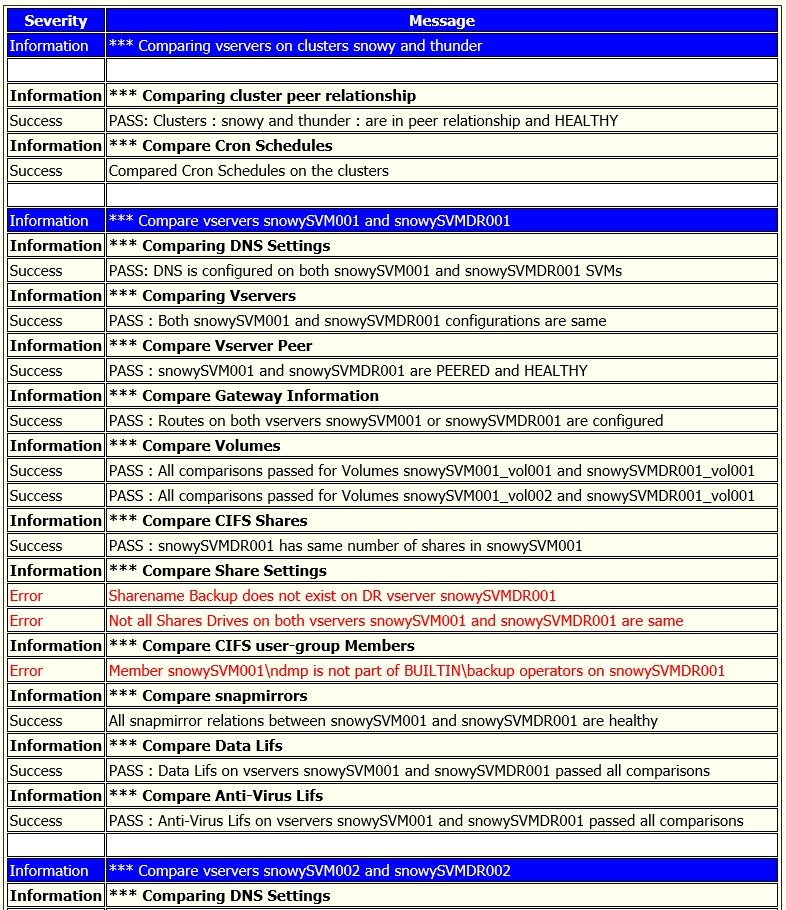 Severity Message
Information *** Comparing vservers on clusters snowy and thunder
Information *** Comparing cluster peer relationship
Success PASS: Clusters : snowy and thunder : are in peer relationship and HEALTHY
Information *** Compare Cron Schedules
Success Compared Cron Schedules on the clusters
Information *** Compare vservers snowySVM001 and snowySVMDR001
Information *** Comparing DNS Settings
Success PASS: DNS is configured on both snowySVM001 and snowySVMDR001 SVMs
Information *** Comparing Vservers
Success PASS : Both snowySVM001 and snowySVMDR001 configurations are same
Information *** Compare Vserver Peer
Success PASS : snowySVM001 and snowySVMDR001 are PEERED and HEALTHY
Information *** Compare Gateway Information
Success PASS : Routes on both vservers snowySVM001 or snowySVMDR001 are configured
Information *** Compare Volumes
Success PASS : All comparisons passed for Volumes snowySVM001_vol001 and snowySVMDR001_vol001
Success PASS : All comparisons passed for Volumes snowySVM001_vol002 and snowySVMDR001_vol001
Information *** Compare CIFS Shares
Success PASS : snowySVMDR001 has same number of shares in snowySVM001
Information *** Compare Share Settings
Error Sharename Backup does not exist on DR vserver snowySVMDR001
Error Not all Shares Drives on both vservers snowySVM001 and snowySVMDR001 are same
Information *** Compare CIFS user-group Members
Error Member snowySVM001\ndmp is not part of BUILTIN\backup operators on snowySVMDR001
Information *** Compare snapmirrors
Success All snapmirror relations between snowySVM001 and snowySVMDR001 are healthy
Information *** Compare Data Lifs
Success PASS : Data Lifs on vservers snowySVM001 and snowySVMDR001 passed all comparisons
Information *** Compare Anti-Virus Lifs
Success PASS : Anti-Virus Lifs on vservers snowySVM001 and snowySVMDR001 passed all comparisons
Information *** Compare vservers snowySVM002 and snowySVMDR002
Information *** Comparing DNS Settings